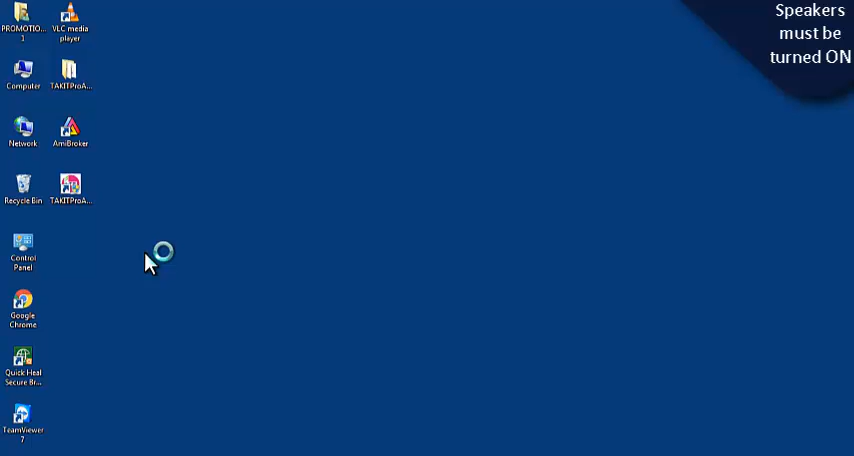 PROMOTIO...
1
VLC media
player
Computer
TAKITProA...
Network
AmiBroker
Recycle Bin
TAKITProA...
Control
Panel
Google
Chrome
Quick Heal
Secure Br...
TeamViewer
7
Speakers
must be
turned ON